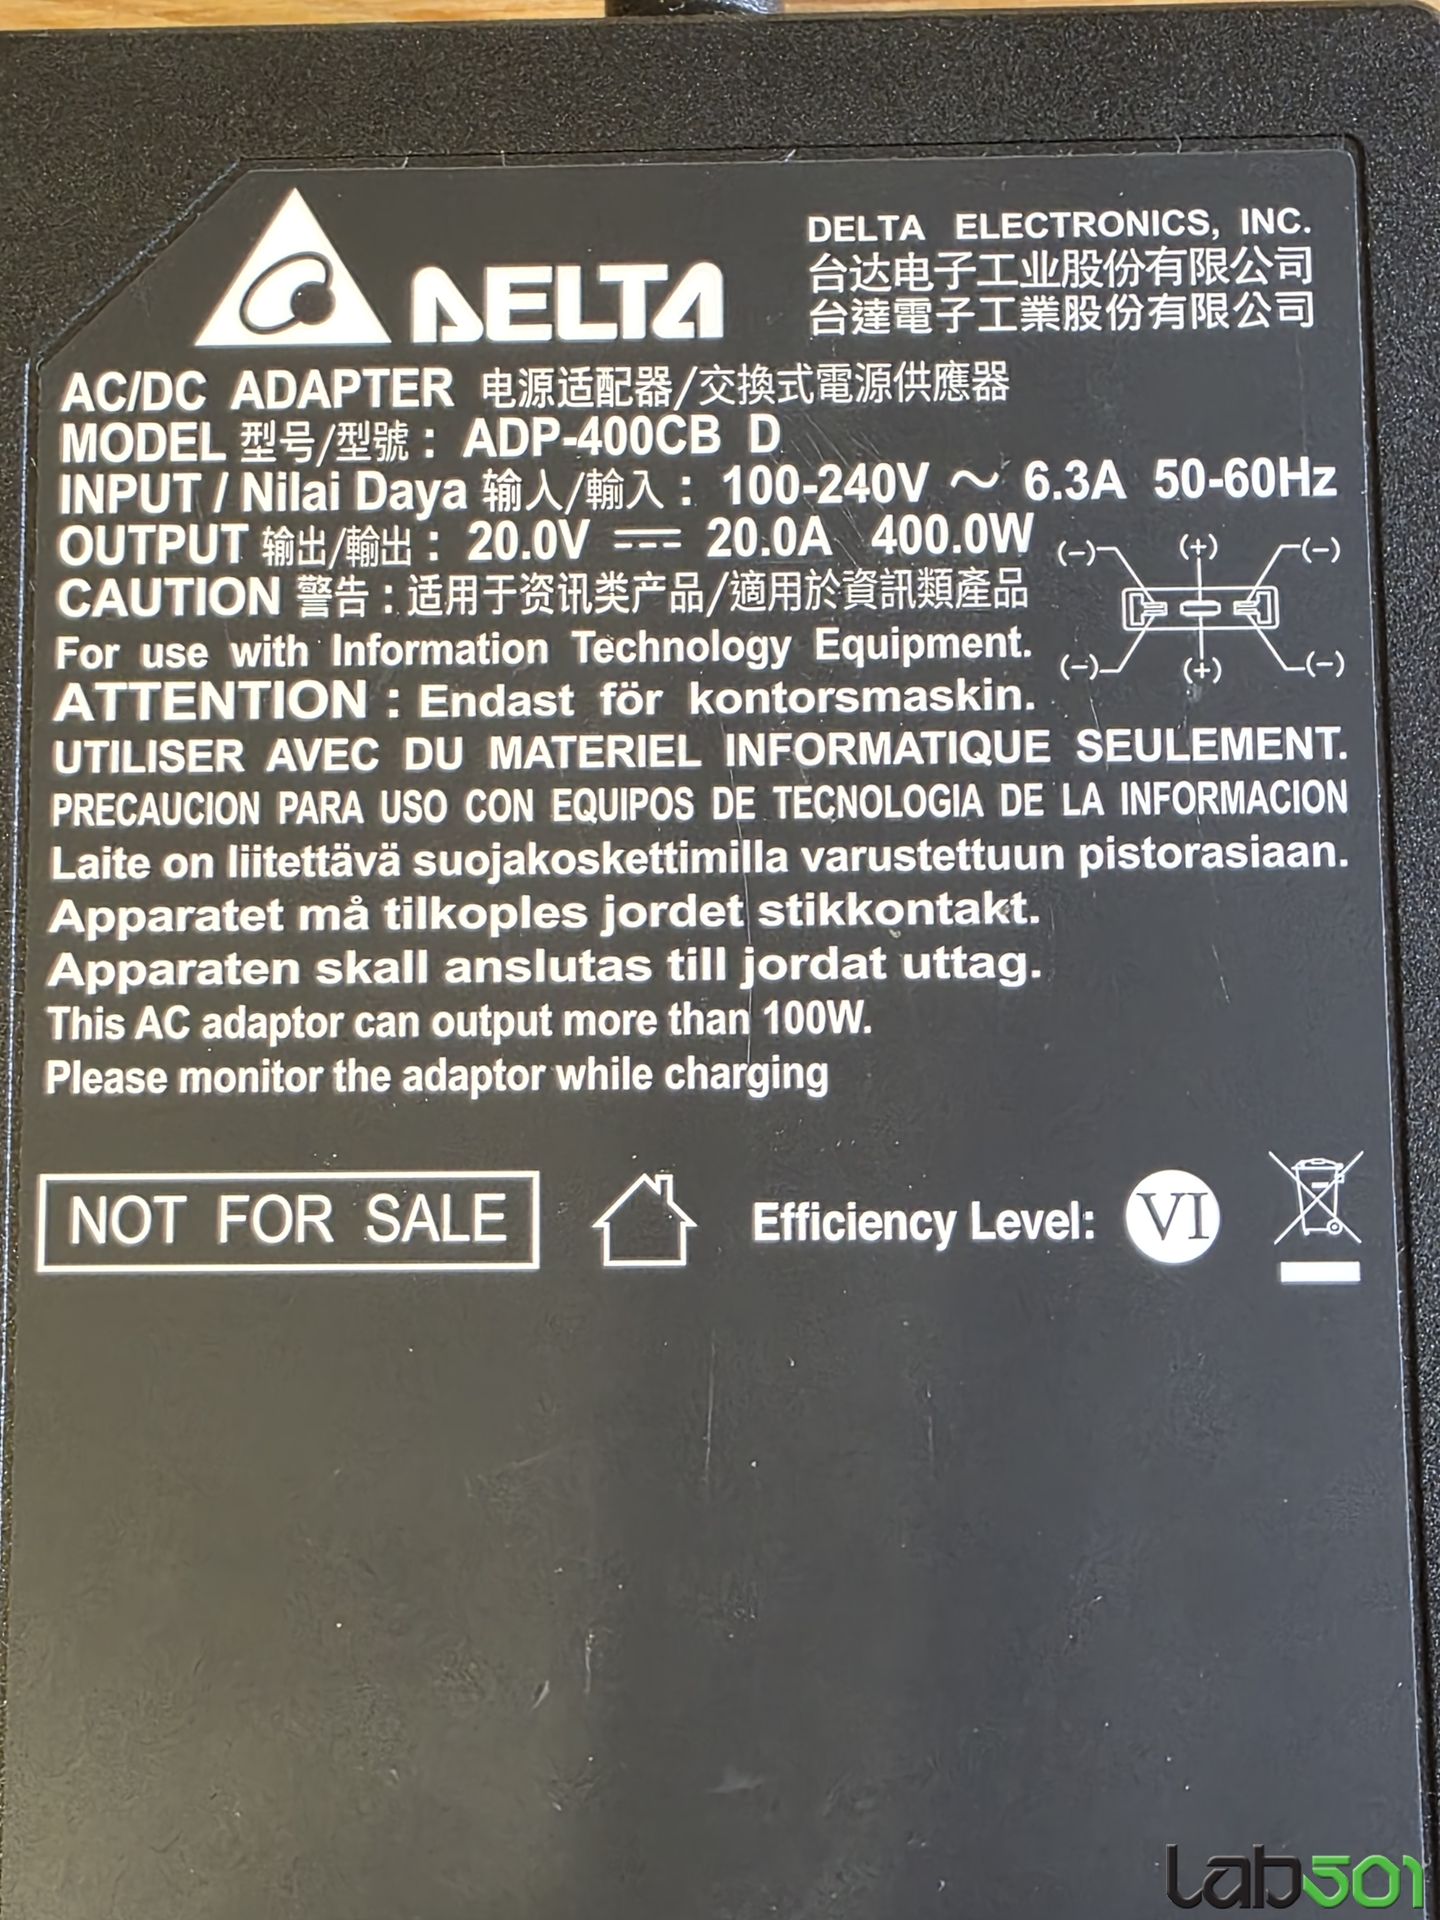 DELTA
DELTA ELECTRONICS, INC.
台达电子工业股份有限公司
台達電子工業股份有限公司
AC/DC ADAPTER 电源适配器/交換式電源供應器
MODEL 型号/型號 : ADP-400CB D
INPUT / Nilai Daya 输入/輸入 : 100-240V ～ 6.3A 50-60Hz
OUTPUT 输出/輸出 : 20.0V ⎓ 20.0A 400.0W
(-) (+) (-)
(-) (+) (-)
CAUTION 警告 : 适用于资讯类产品/適用於資訊類產品
For use with Information Technology Equipment.
ATTENTION : Endast för kontorsmaskin.
UTILISER AVEC DU MATERIEL INFORMATIQUE SEULEMENT.
PRECAUCION PARA USO CON EQUIPOS DE TECNOLOGIA DE LA INFORMACION
Laite on liitettävä suojakoskettimilla varustettuun pistorasiaan.
Apparatet må tilkoples jordet stikkontakt.
Apparaten skall anslutas till jordat uttag.
This AC adaptor can output more than 100W.
Please monitor the adaptor while charging
NOT FOR SALE
Efficiency Level: VI
Lab501